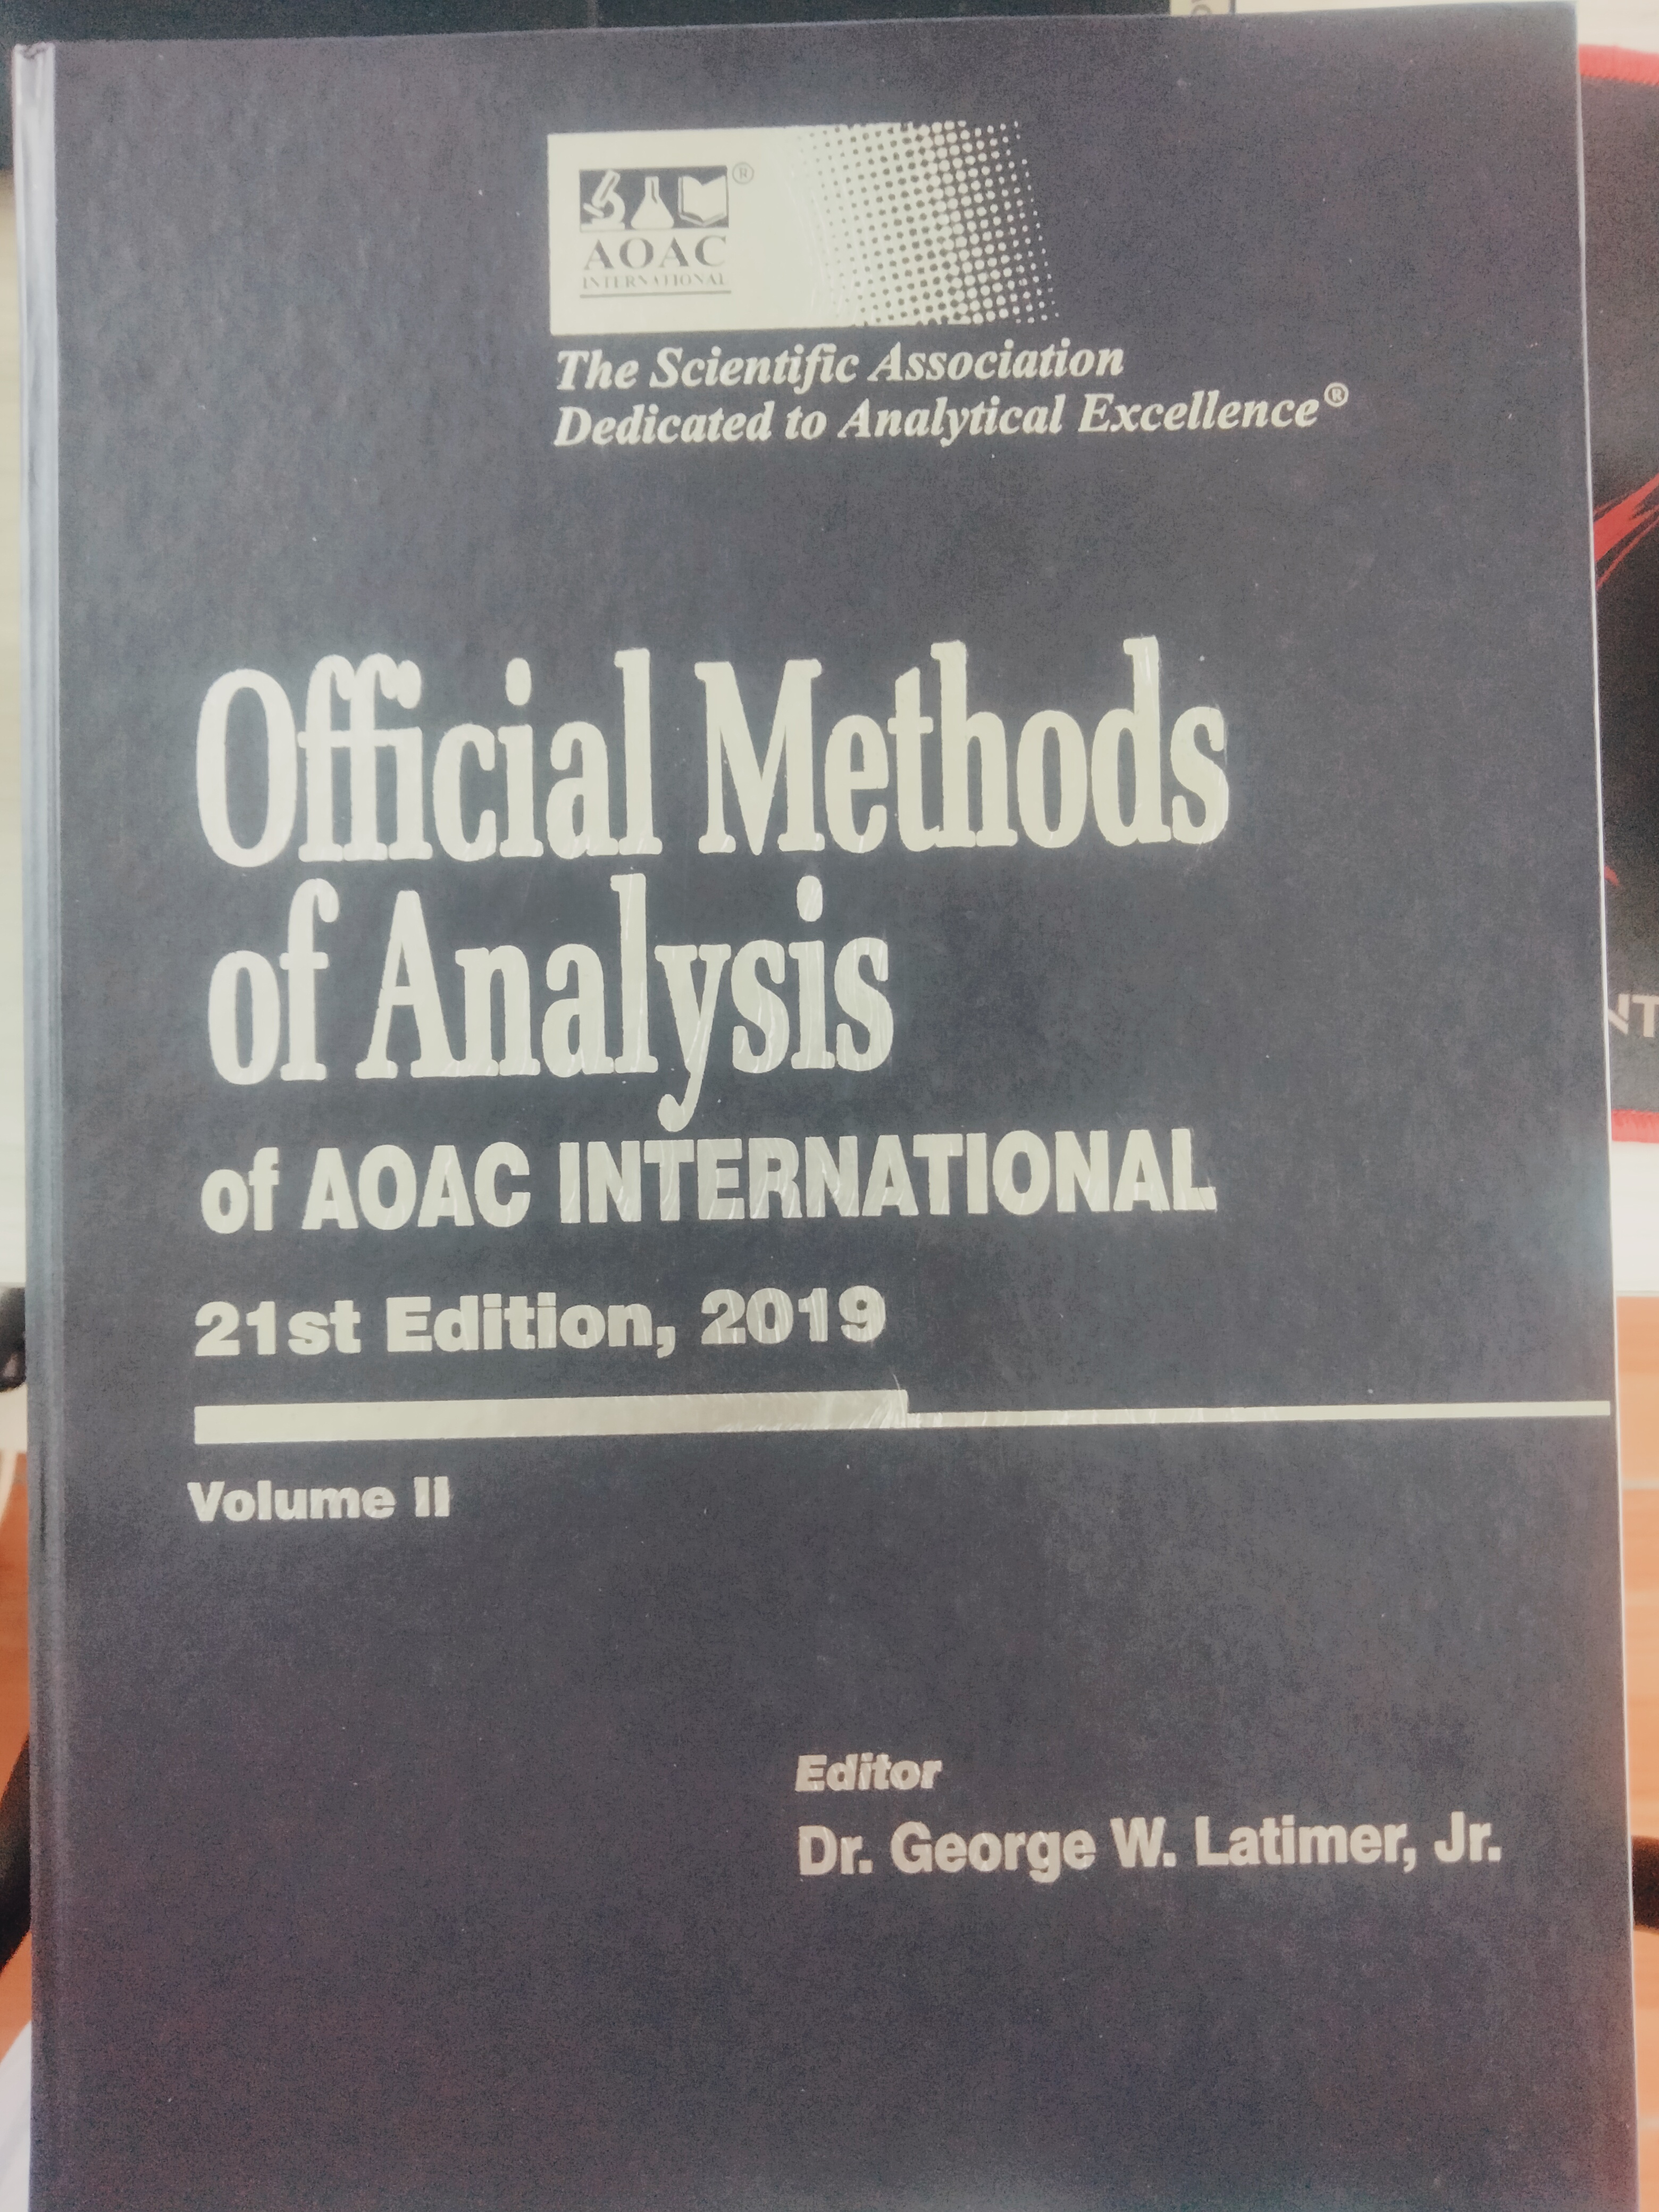 AOAC ®
INTERNATIONAL
The Scientific Association
Dedicated to Analytical Excellence®
Official Methods
of Analysis
of AOAC INTERNATIONAL
21st Edition, 2019
Volume II
Editor
Dr. George W. Latimer, Jr.